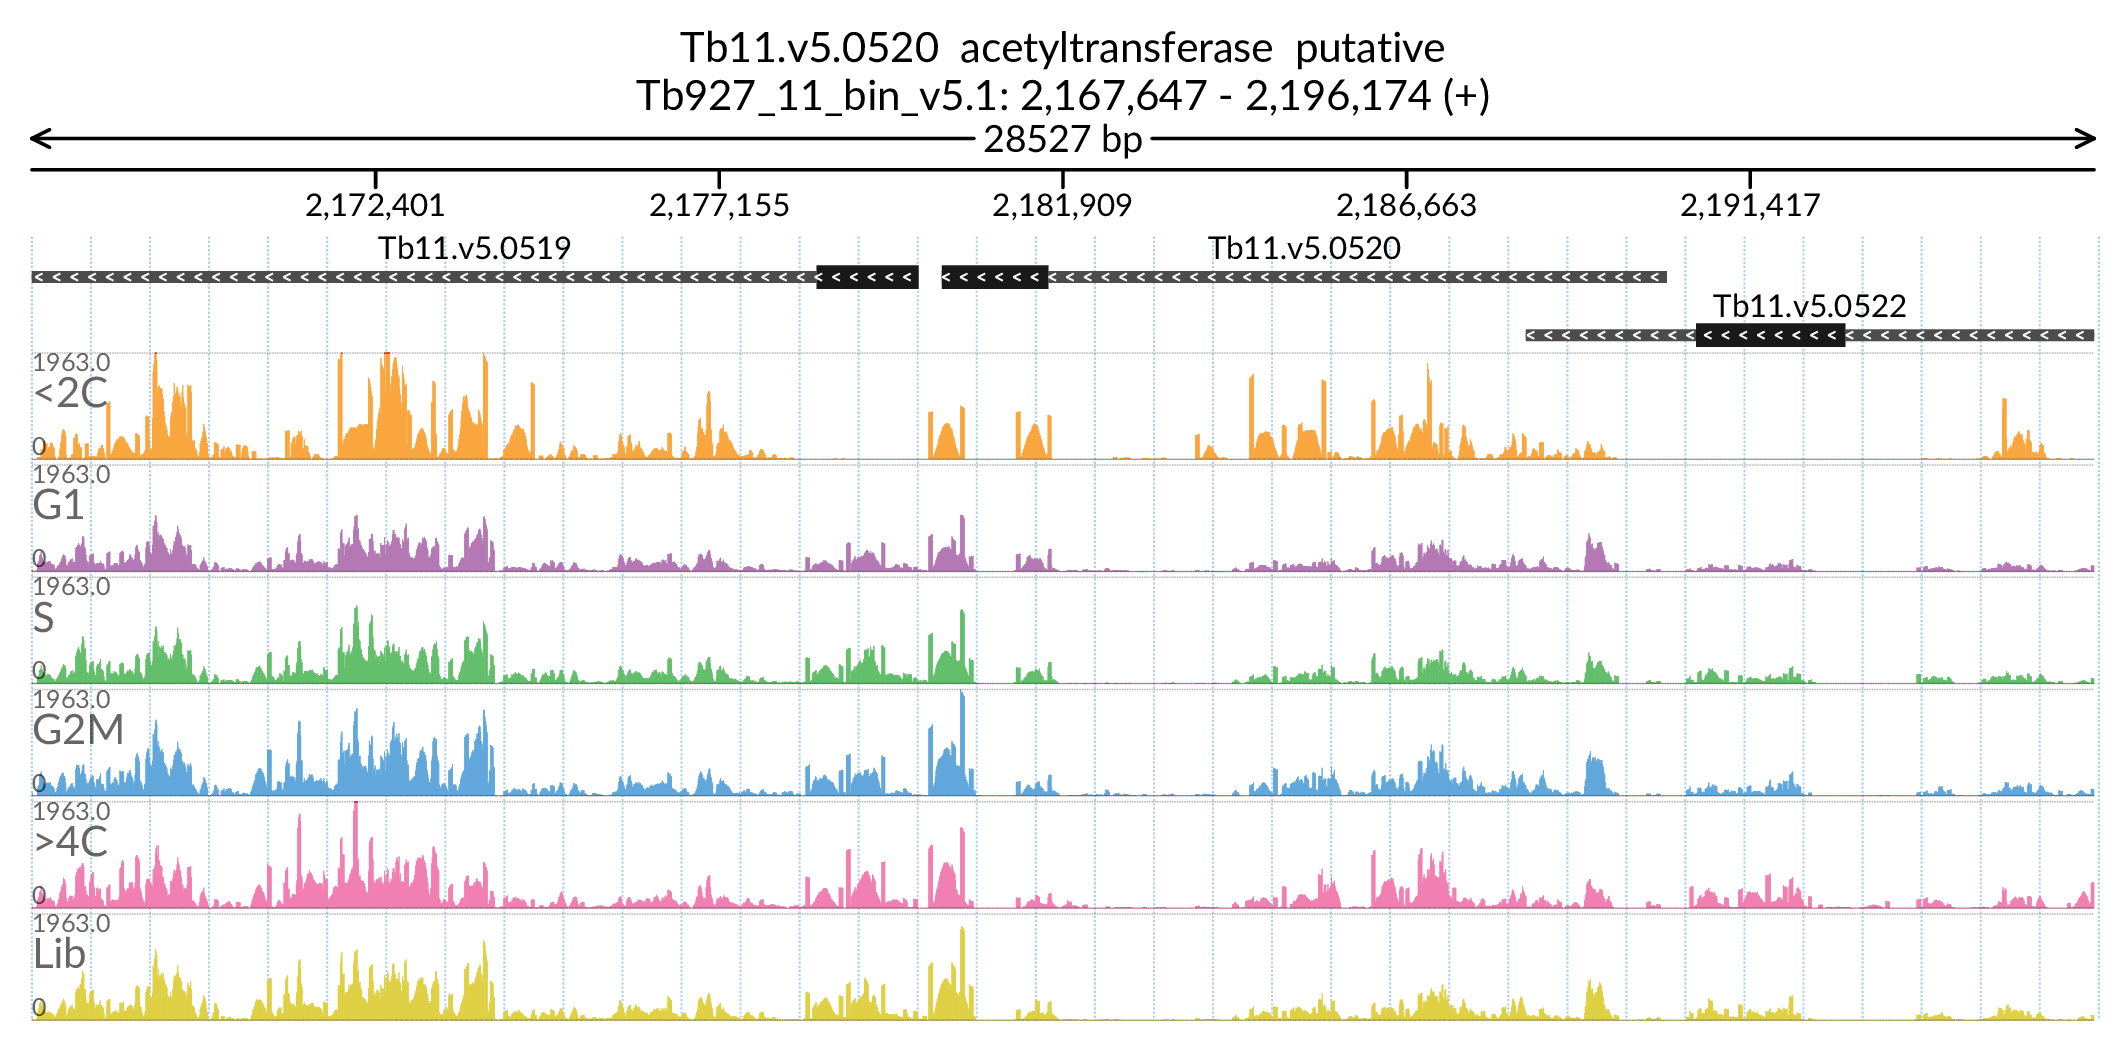 Tb11.v5.0520 acetyltransferase putative
Tb927_11_bin_v5.1: 2,167,647 - 2,196,174 (+)
28527 bp
2,172,401 2,177,155 2,181,909 2,186,663 2,191,417
Tb11.v5.0519 Tb11.v5.0520
Tb11.v5.0522
1963.0
<2C
0
1963.0
G1
0
1963.0
S
0
1963.0
G2M
0
1963.0
>4C
0
1963.0
Lib
0